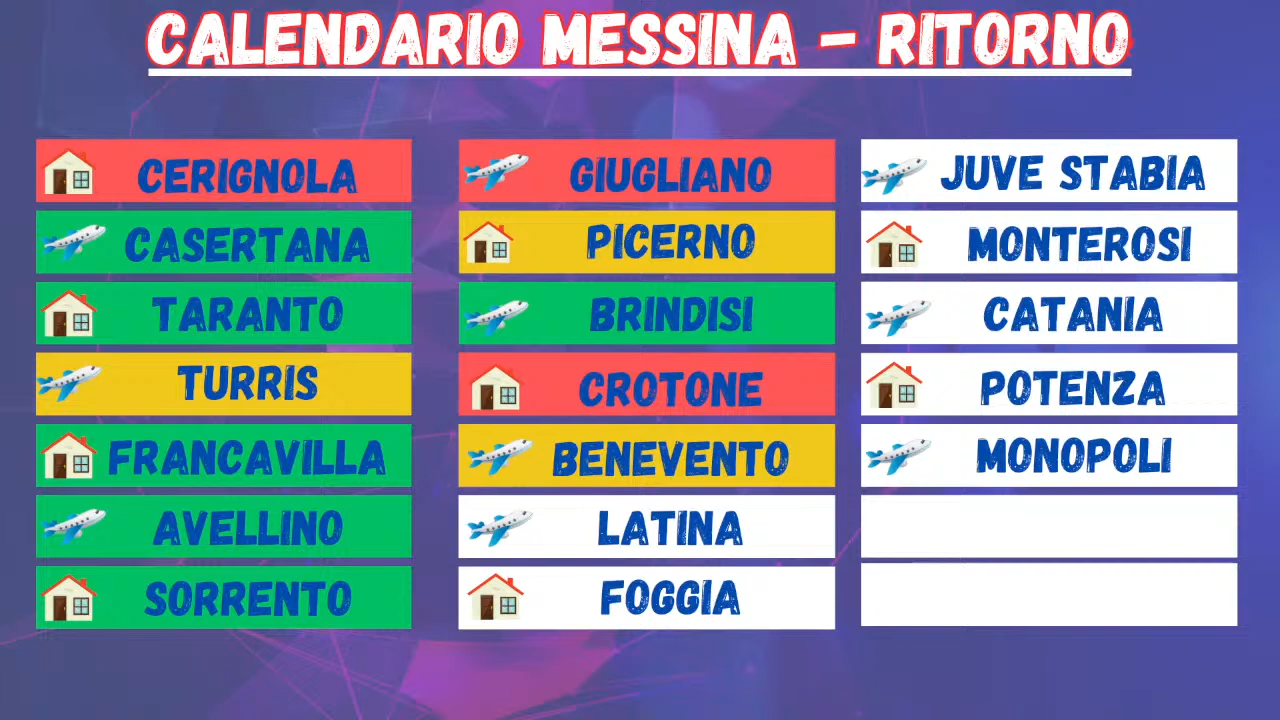 CALENDARIO MESSINA - RITORNO
CERIGNOLA
CASERTANA
TARANTO
TURRIS
FRANCAVILLA
AVELLINO
SORRENTO
GIUGLIANO
PICERNO
BRINDISI
CROTONE
BENEVENTO
LATINA
FOGGIA
JUVE STABIA
MONTEROSI
CATANIA
POTENZA
MONOPOLI